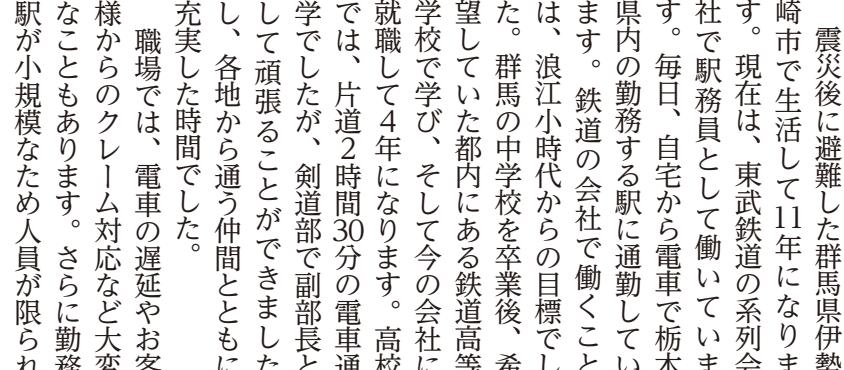 震災後に避難した群馬県伊勢
崎市で生活して11年になりま
す。現在は、東武鉄道の系列会
社で駅務員として働いていま
す。毎日、自宅から電車で栃木
県内の勤務する駅に通勤してい
ます。鉄道の会社で働くこと
は、浪江小時代からの目標でし
た。群馬の中学校を卒業後、希
望していた都内にある鉄道高等
学校で学び、そして今の会社に
就職して4年になります。高校
では、片道2時間30分の電車通
学でしたが、剣道部で副部長と
して頑張ることができました
し、各地から通う仲間とともに
充実した時間でした。
職場では、電車の遅延やお客
様からのクレーム対応など大変
なこともあります。さらに勤務
駅が小規模なため人員が限られ